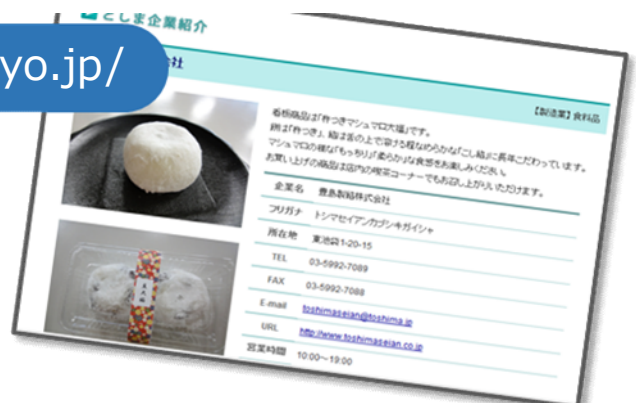 としま企業紹介
yo.jp/
会社
【製造業】食料品
看板商品は「杵つきマシュマロ大福」です。
餅は「杵つき」、餡は舌の上で溶ける程なめらかな「こし餡」に長年こだわっています。
マシュマロの様な「もっちり」「柔らか」な食感をお楽しみください。
お買い上げの商品は店内の喫茶コーナーでもお召し上がりいただけます。
企業名 豊島製餡株式会社
フリガナ トシマセイアンカブシキガイシャ
所在地 東池袋1-20-15
TEL 03-5992-7089
FAX 03-5992-7088
E-mail toshimaseian@toshima.jp
URL http://www.toshimaseian.co.jp
営業時間 10:00～19:00